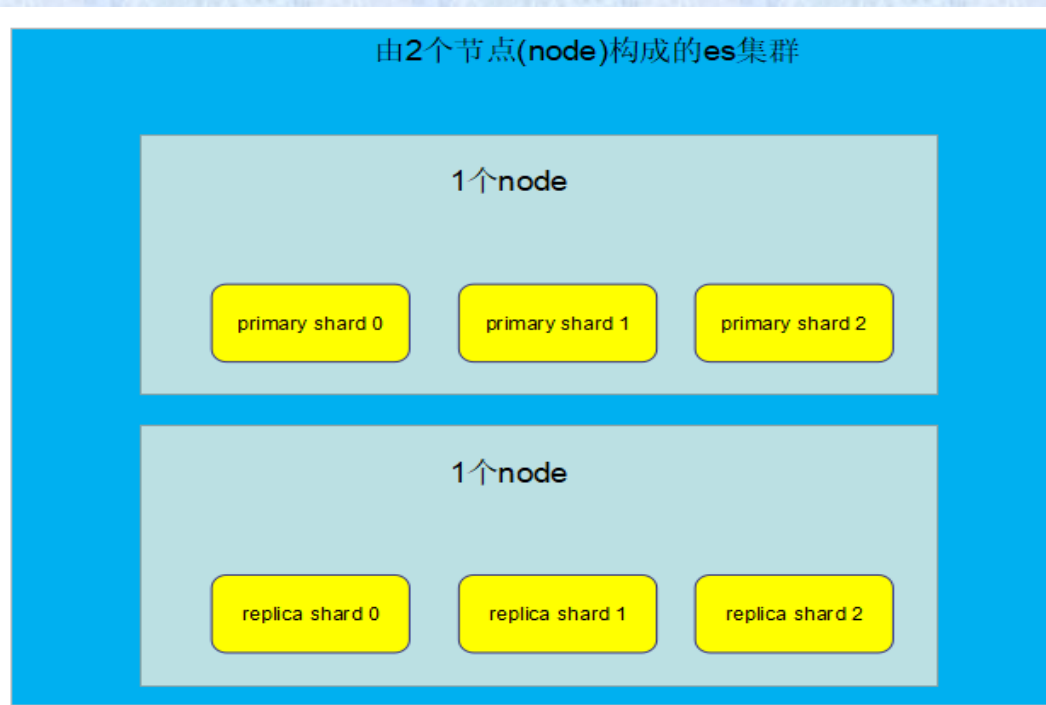 由2个节点(node)构成的es集群
1个node
primary shard 0
primary shard 1
primary shard 2
1个node
replica shard 0
replica shard 1
replica shard 2